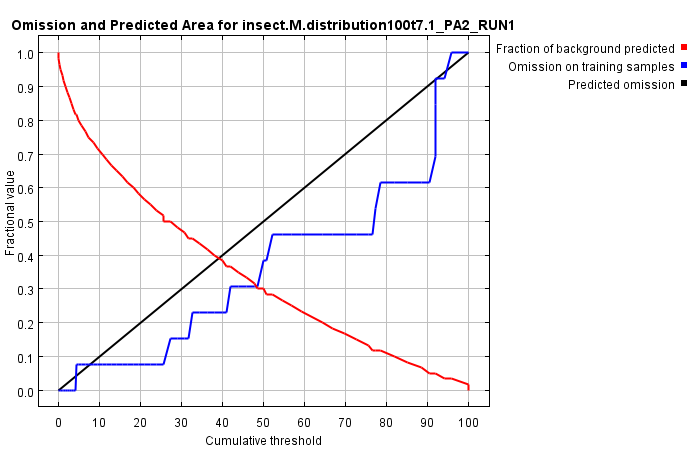 Omission and Predicted Area for insect.M.distribution100t7.1_PA2_RUN1
Fraction of background predicted
Omission on training samples
Predicted omission
Fractional value
1.0
0.9
0.8
0.7
0.6
0.5
0.4
0.3
0.2
0.1
0.0
0 10 20 30 40 50 60 70 80 90 100
Cumulative threshold